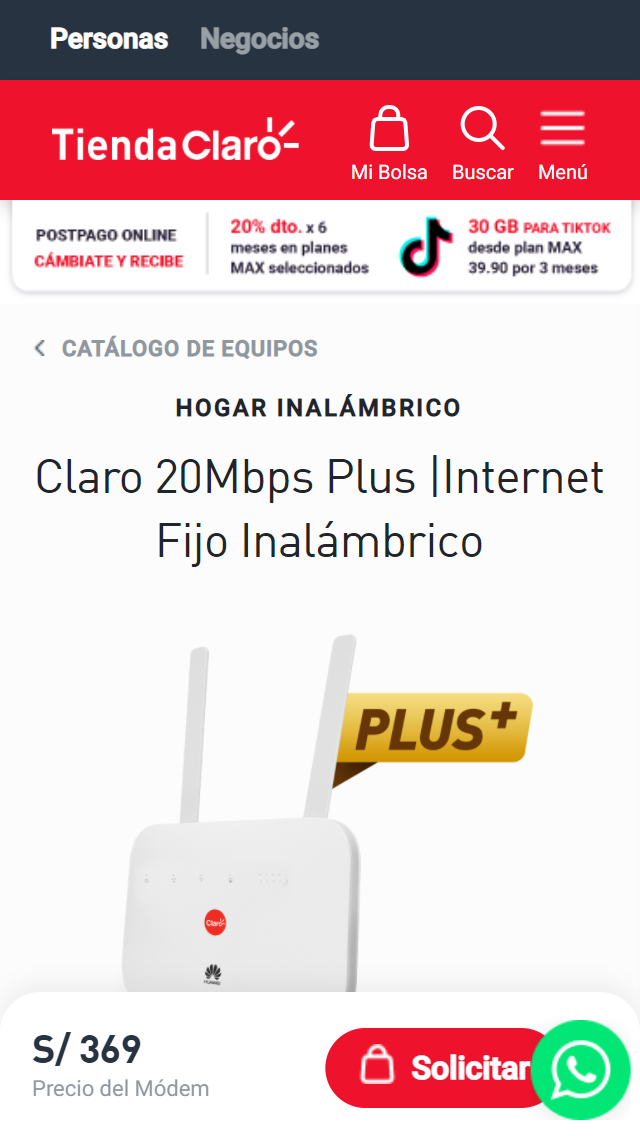 Personas Negocios
Tienda Claro
Mi Bolsa Buscar Menú
POSTPAGO ONLINE
CÁMBIATE Y RECIBE
20% dto. x 6
meses en planes
MAX seleccionados
30 GB PARA TIKTOK
desde plan MAX
39.90 por 3 meses
CATÁLOGO DE EQUIPOS
HOGAR INALÁMBRICO
Claro 20Mbps Plus |Internet
Fijo Inalámbrico
PLUS+
Claro
HUAWEI
S/ 369
Precio del Módem
Solicitar